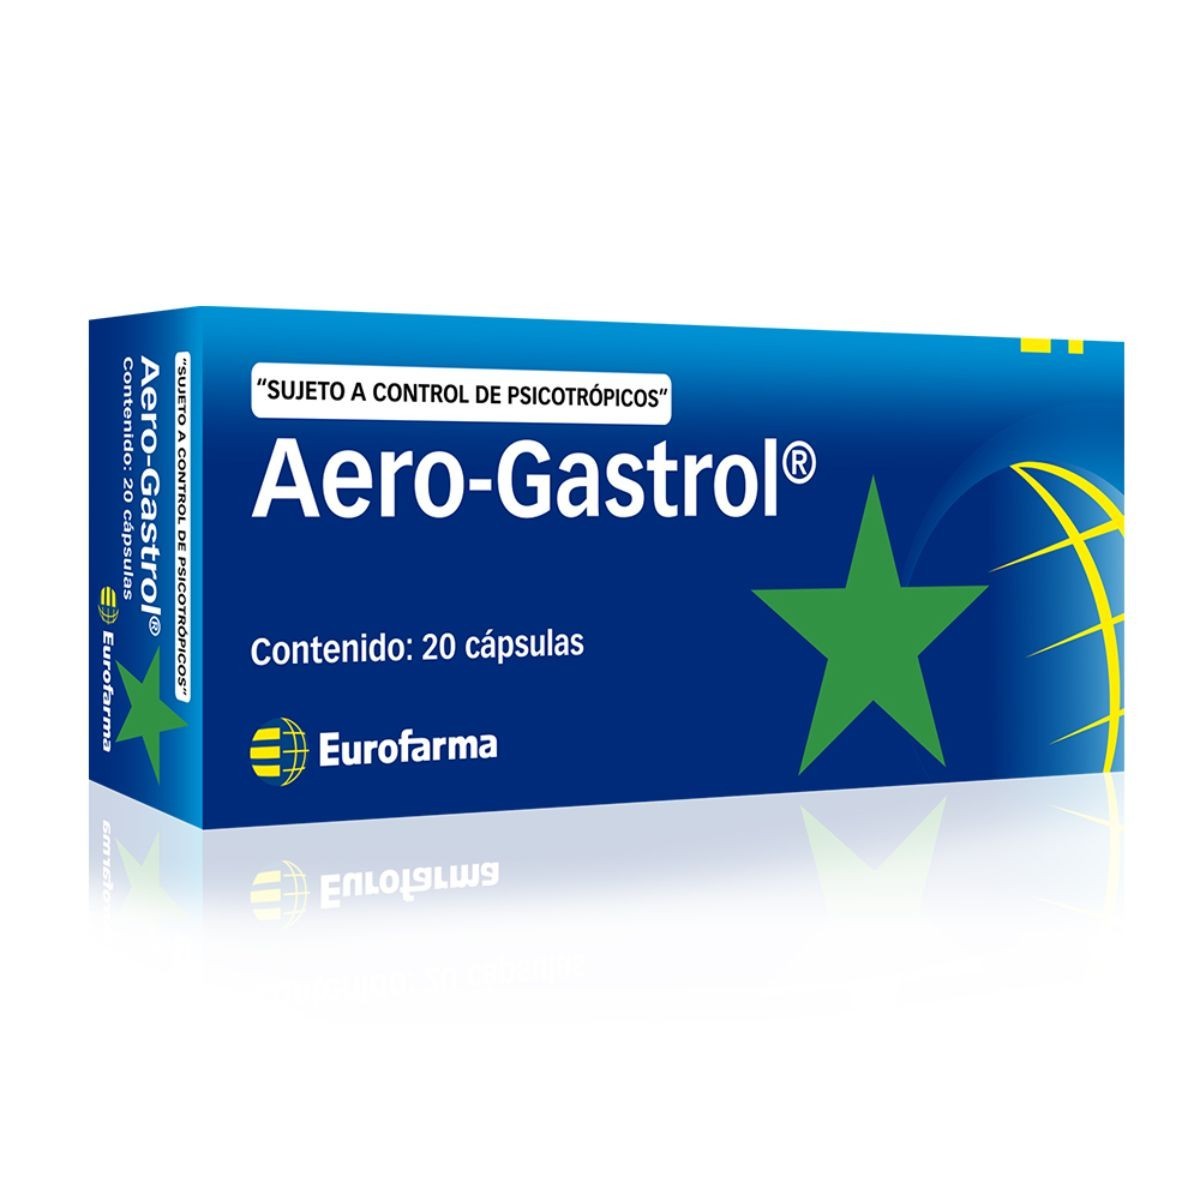 "SUJETO A CONTROL DE PSICOTRÓPICOS"
Aero-Gastrol®
Contenido: 20 cápsulas
Eurofarma
"SUJETO A CONTROL DE PSICOTRÓPICOS"
Aero-Gastrol®
Contenido: 20 cápsulas
Eurofarma